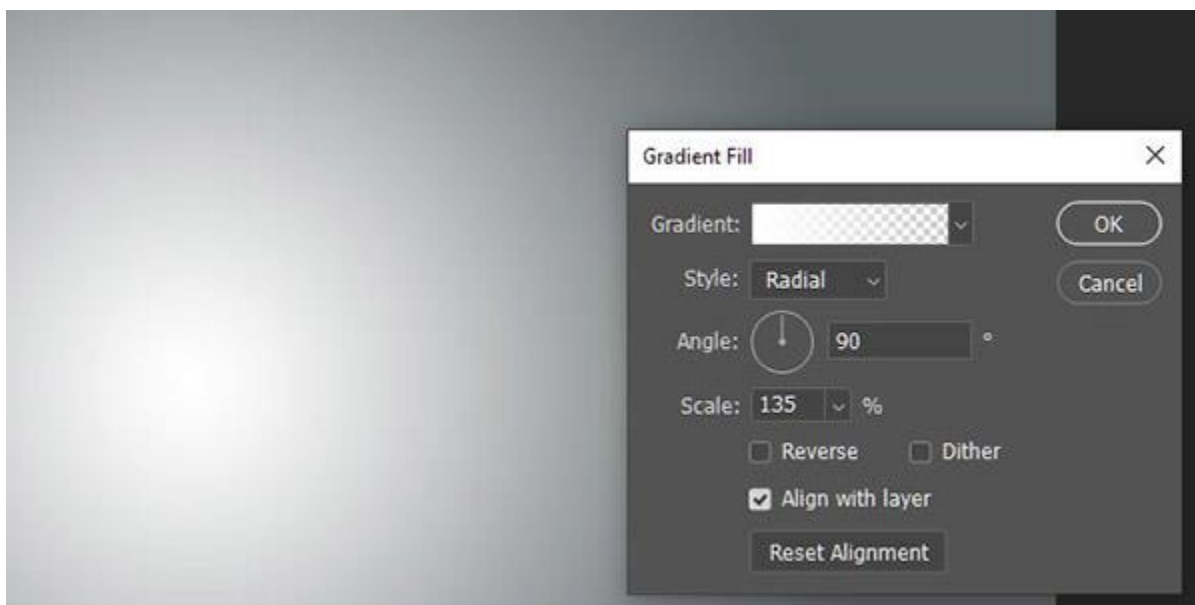 Gradient Fill
Gradient:
OK
Style: Radial
Cancel
Angle: 90 °
Scale: 135 %
Reverse Dither
Align with layer
Reset Alignment